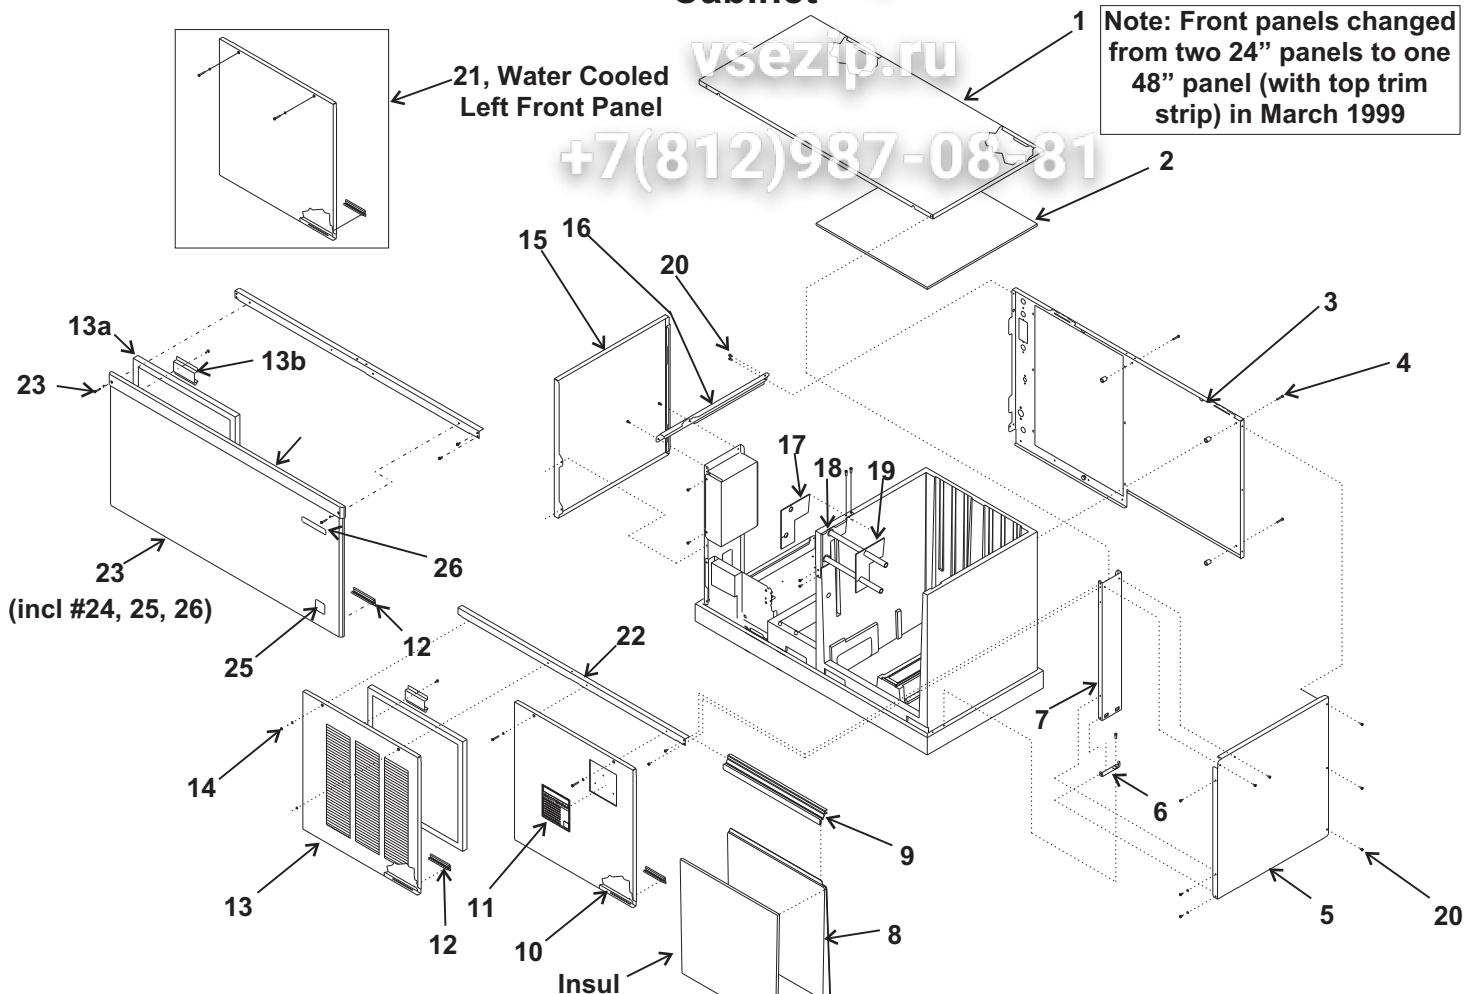 Cabinet
1
Note: Front panels changed
from two 24” panels to one
48” panel (with top trim
strip) in March 1999
vsezip.ru
21, Water Cooled
Left Front Panel
+7(812)987-08-81
2
16
15
20
3
13a
13b
4
23
17
18
19
26
23
(incl #24, 25, 26)
12
25
22
7
14
6
9
13
12
11
10
8
5
20
Insul